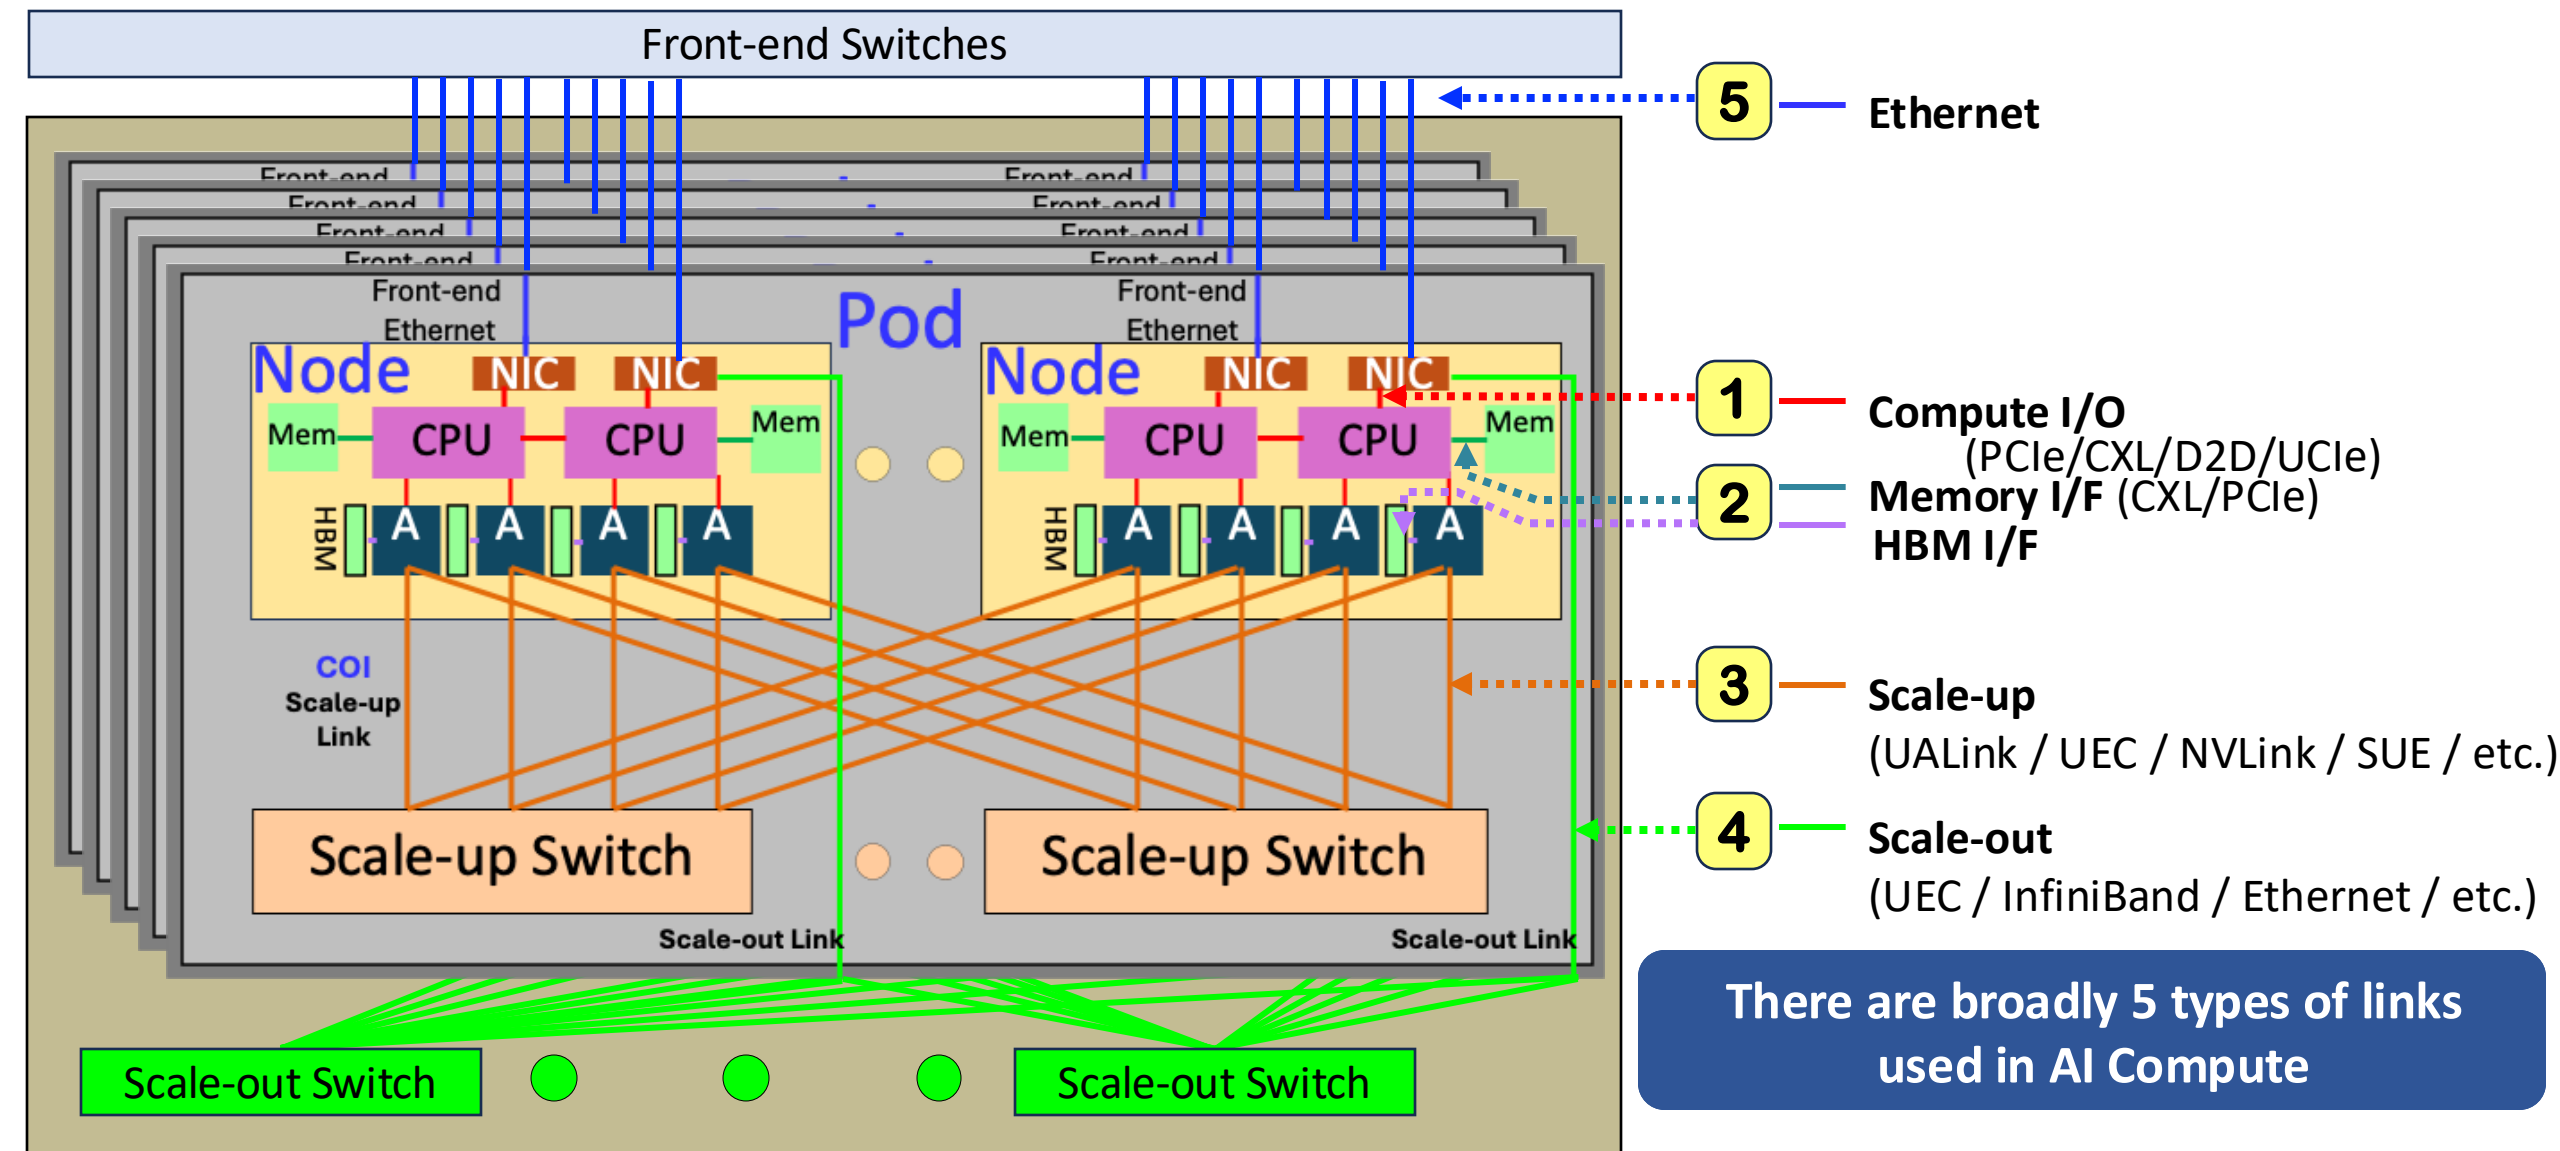 Front-end Switches
5
Ethernet
Front-end
Front-end
Front-end
Front-end
Front-end
Front-end
Front-end
Front-end
Front-end
Ethernet
Pod
Front-end
Ethernet
Node
NIC
NIC
Node
NIC
NIC
1
Compute I/O
(PCIe/CXL/D2D/UCIe)
Mem
CPU
CPU
Mem
Mem
CPU
CPU
Mem
2
Memory I/F (CXL/PCIe)
HBM I/F
HBM
A
A
A
A
HBM
A
A
A
A
COI
Scale-up
Link
3
Scale-up
(UALink / UEC / NVLink / SUE / etc.)
Scale-up Switch
Scale-up Switch
4
Scale-out
(UEC / InfiniBand / Ethernet / etc.)
Scale-out Link
Scale-out Link
There are broadly 5 types of links
used in AI Compute
Scale-out Switch
Scale-out Switch